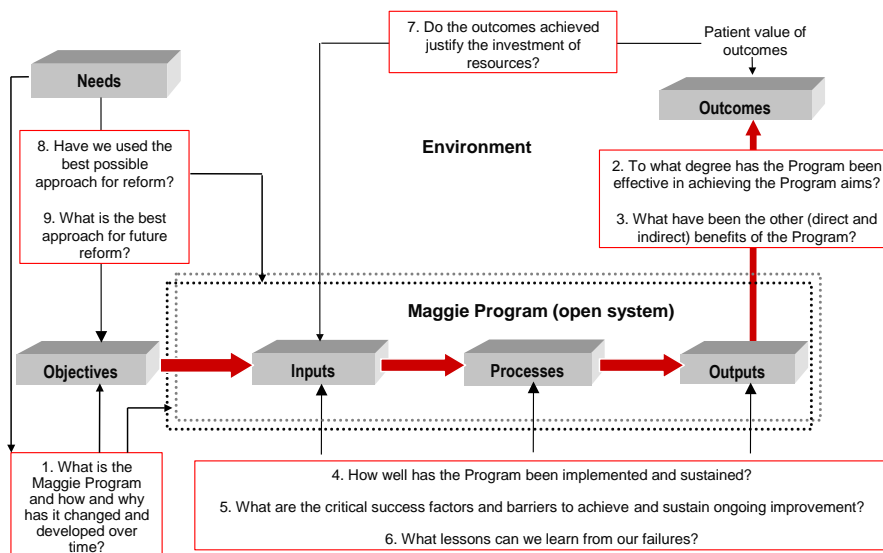 7. Do the outcomes achieved
justify the investment of
resources?
Patient value of
outcomes
Needs
Outcomes
8. Have we used the
best possible
approach for reform?
9. What is the best
approach for future
reform?
Environment
2. To what degree has the Program been
effective in achieving the Program aims?
3. What have been the other (direct and
indirect) benefits of the Program?
Maggie Program (open system)
Objectives
Inputs
Processes
Outputs
1. What is the
Maggie Program
and how and why
has it changed and
developed over
time?
4. How well has the Program been implemented and sustained?
5. What are the critical success factors and barriers to achieve and sustain ongoing improvement?
6. What lessons can we learn from our failures?